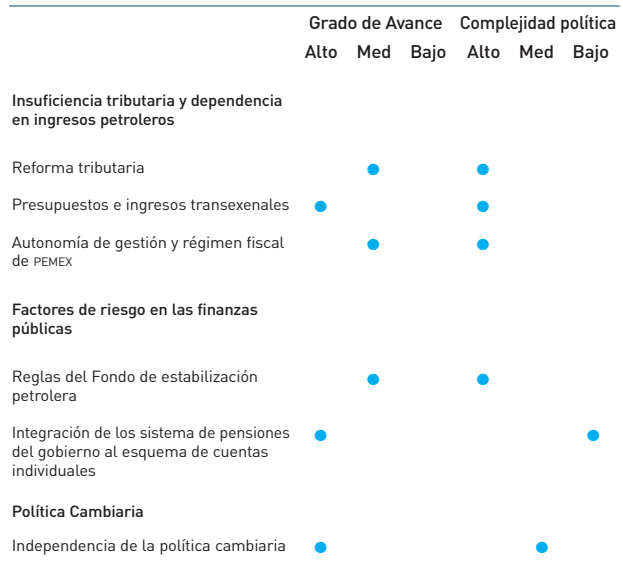 Grado de Avance Complejidad política
Alto Med Bajo Alto Med Bajo
Insuficiencia tributaria y dependencia
en ingresos petroleros
Reforma tributaria
Presupuestos e ingresos transexenales
Autonomía de gestión y régimen fiscal
de PEMEX
Factores de riesgo en las finanzas
públicas
Reglas del Fondo de estabilización
petrolera
Integración de los sistema de pensiones
del gobierno al esquema de cuentas
individuales
Política Cambiaria
Independencia de la política cambiaria